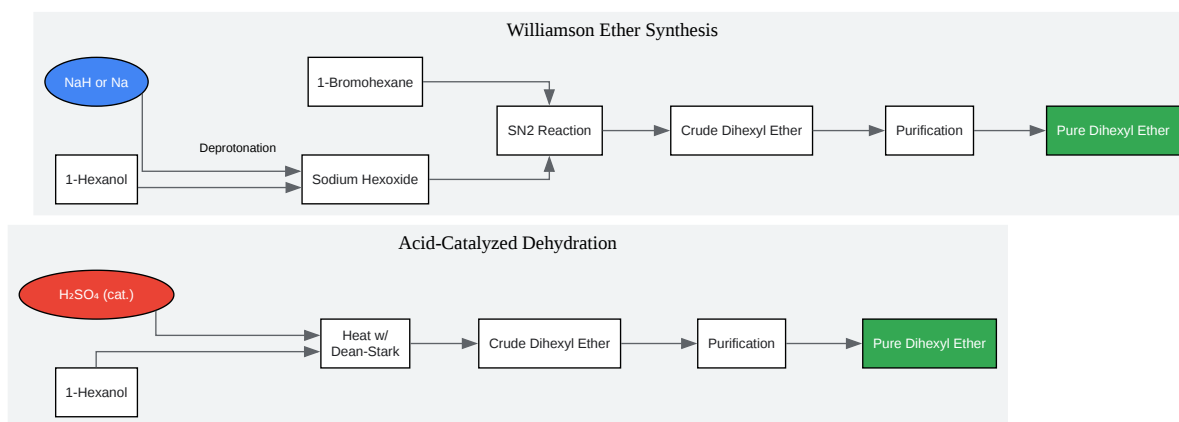 Williamson Ether Synthesis
NaH or Na
1-Bromohexane
SN2 Reaction
Crude Dihexyl Ether
Purification
Pure Dihexyl Ether
Deprotonation
1-Hexanol
Sodium Hexoxide
Acid-Catalyzed Dehydration
H₂SO₄ (cat.)
Heat w/
Dean-Stark
Crude Dihexyl Ether
Purification
Pure Dihexyl Ether
1-Hexanol